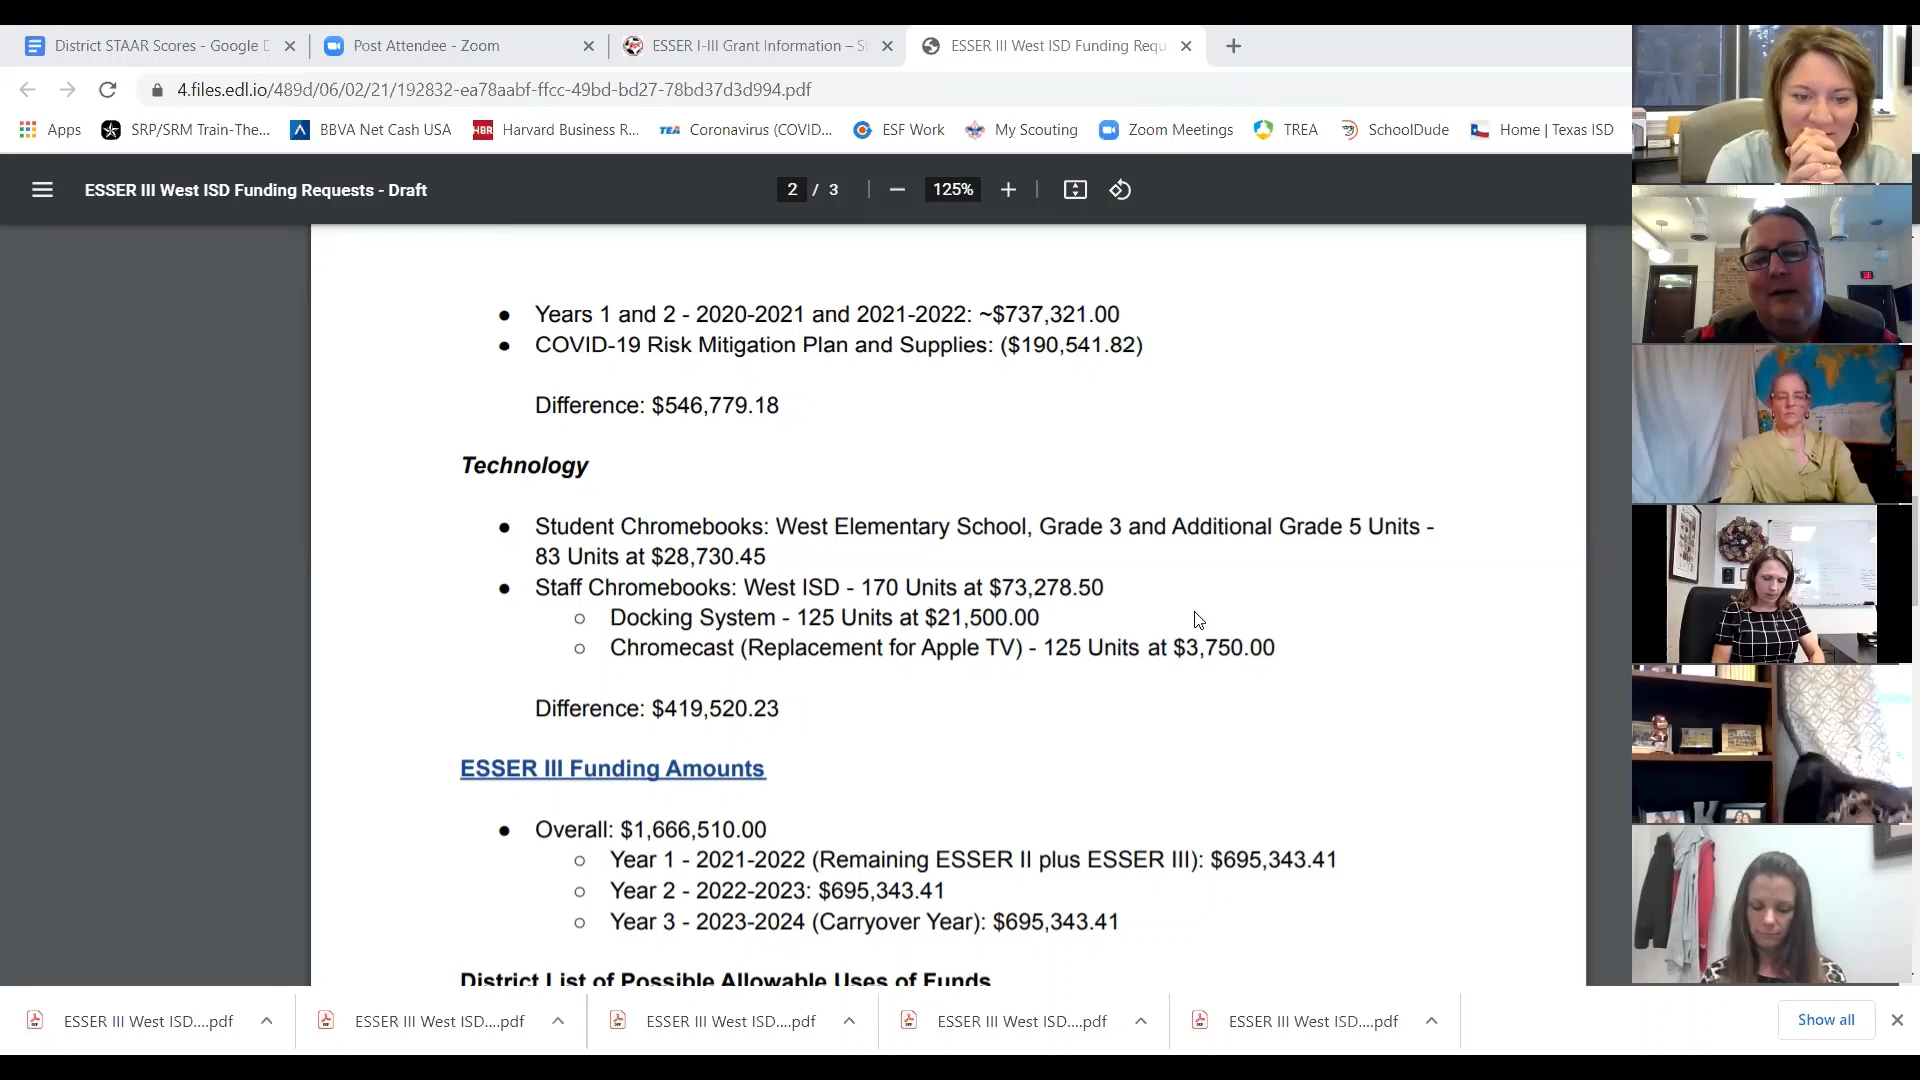 District STAAR Scores - Google D
Post Attendee - Zoom
ESSER I-III Grant Information – St
ESSER III West ISD Funding Requ
4.files.edl.io/489d/06/02/21/192832-ea78aabf-ffcc-49bd-bd27-78bd37d3d994.pdf
Apps
SRP/SRM Train-The...
BBVA Net Cash USA
HBR
Harvard Business R...
TEA
Coronavirus (COVID...
ESF Work
My Scouting
Zoom Meetings
TREA
SchoolDude
Home | Texas ISD
ESSER III West ISD Funding Requests - Draft
2 / 3
125%
● Years 1 and 2 - 2020-2021 and 2021-2022: ~$737,321.00
● COVID-19 Risk Mitigation Plan and Supplies: ($190,541.82)
Difference: $546,779.18
Technology
● Student Chromebooks: West Elementary School, Grade 3 and Additional Grade 5 Units -
83 Units at $28,730.45
● Staff Chromebooks: West ISD - 170 Units at $73,278.50
○ Docking System - 125 Units at $21,500.00
○ Chromecast (Replacement for Apple TV) - 125 Units at $3,750.00
Difference: $419,520.23
ESSER III Funding Amounts
● Overall: $1,666,510.00
○ Year 1 - 2021-2022 (Remaining ESSER II plus ESSER III): $695,343.41
○ Year 2 - 2022-2023: $695,343.41
○ Year 3 - 2023-2024 (Carryover Year): $695,343.41
District List of Possible Allowable Uses of Funds
ESSER III West ISD....pdf
ESSER III West ISD....pdf
ESSER III West ISD....pdf
ESSER III West ISD....pdf
ESSER III West ISD....pdf
Show all